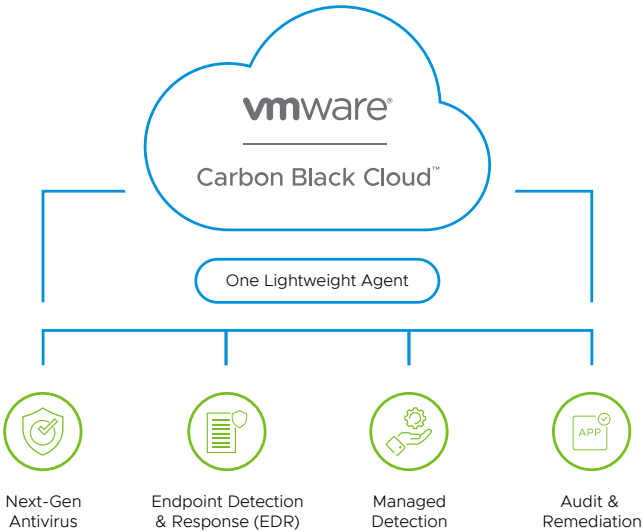 vmware®
Carbon Black Cloud™
One Lightweight Agent
APP
Next-Gen
Antivirus
Endpoint Detection
& Response (EDR)
Managed
Detection
Audit &
Remediation